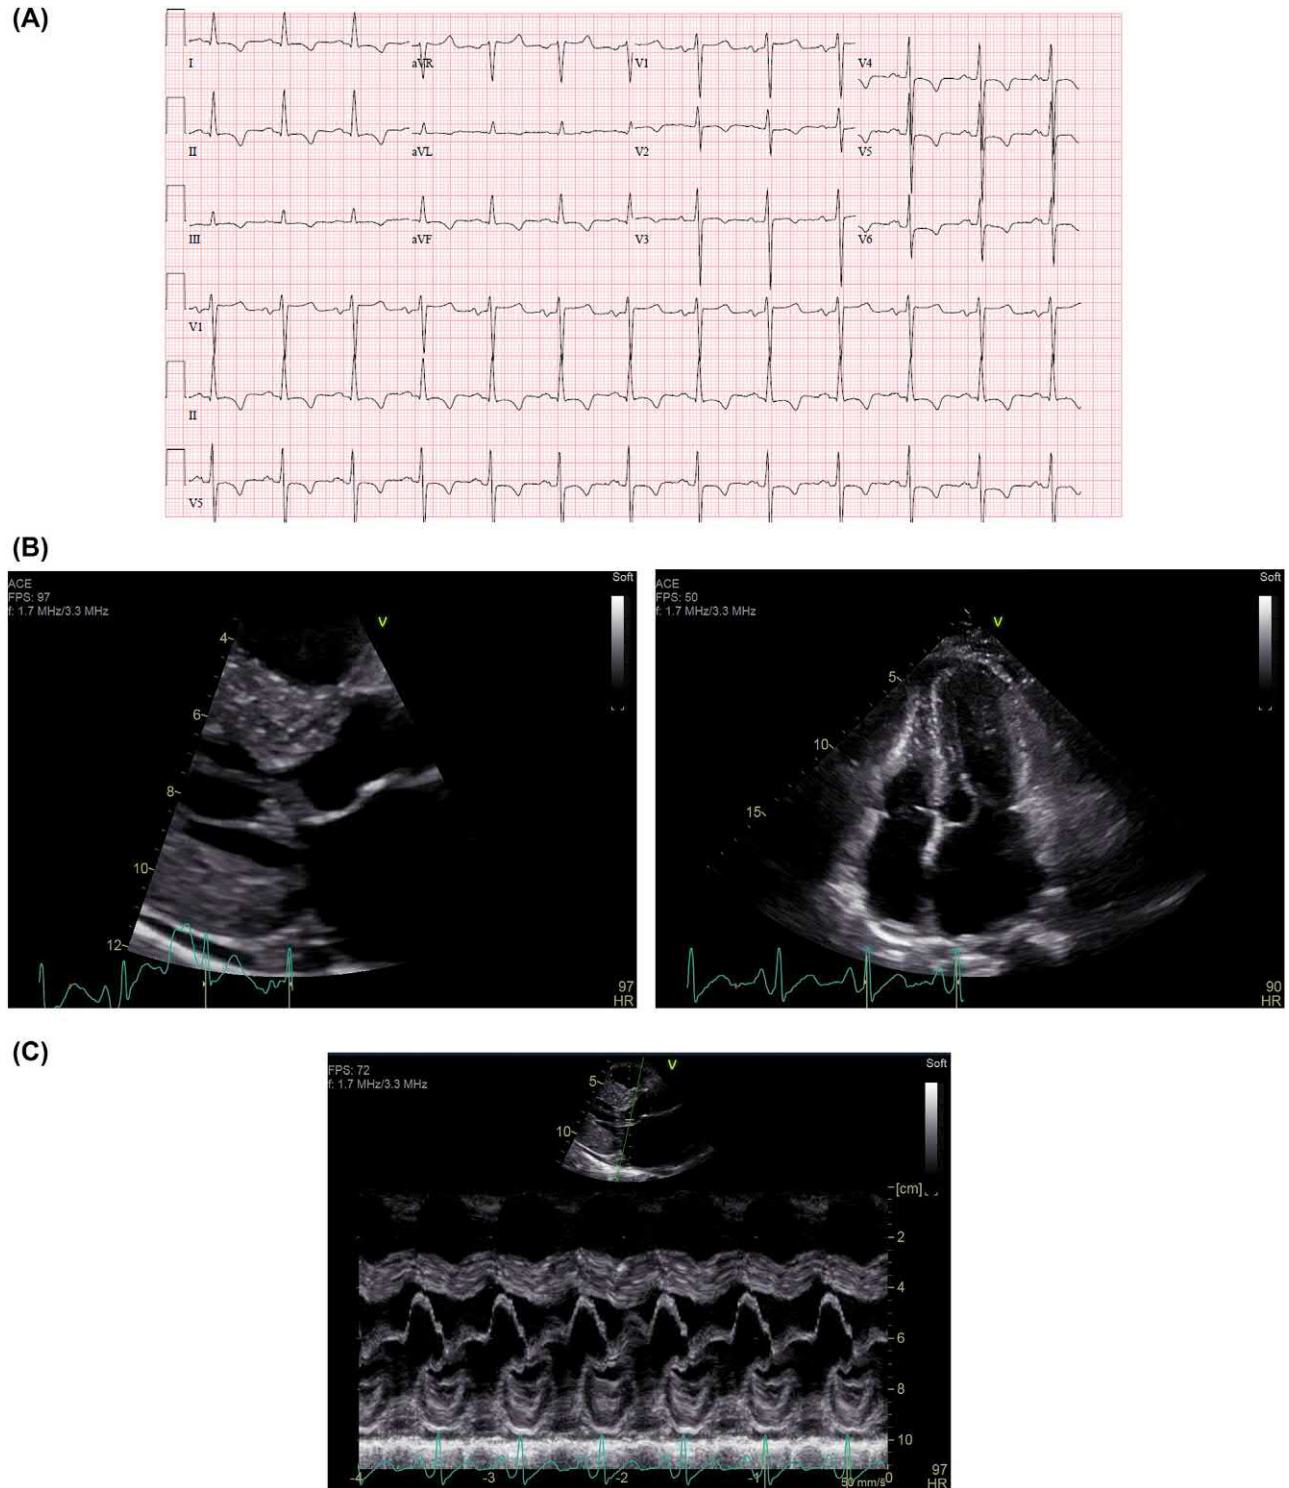 (A)
I aVR V1 V4
II aVL V2 V5
III aVF V3 V6
V1
II
V5
(B)
ACE
FPS: 97
f: 1.7 MHz/3.3 MHz
Soft
V
4
6
8
10
12
97
HR
ACE
FPS: 50
f: 1.7 MHz/3.3 MHz
Soft
V
5
10
15
90
HR
(C)
FPS: 72
f: 1.7 MHz/3.3 MHz
Soft
V
5
10
[cm]
2
4
6
8
10
-4 -3 -2 -1 0
50 mm/s
97
HR